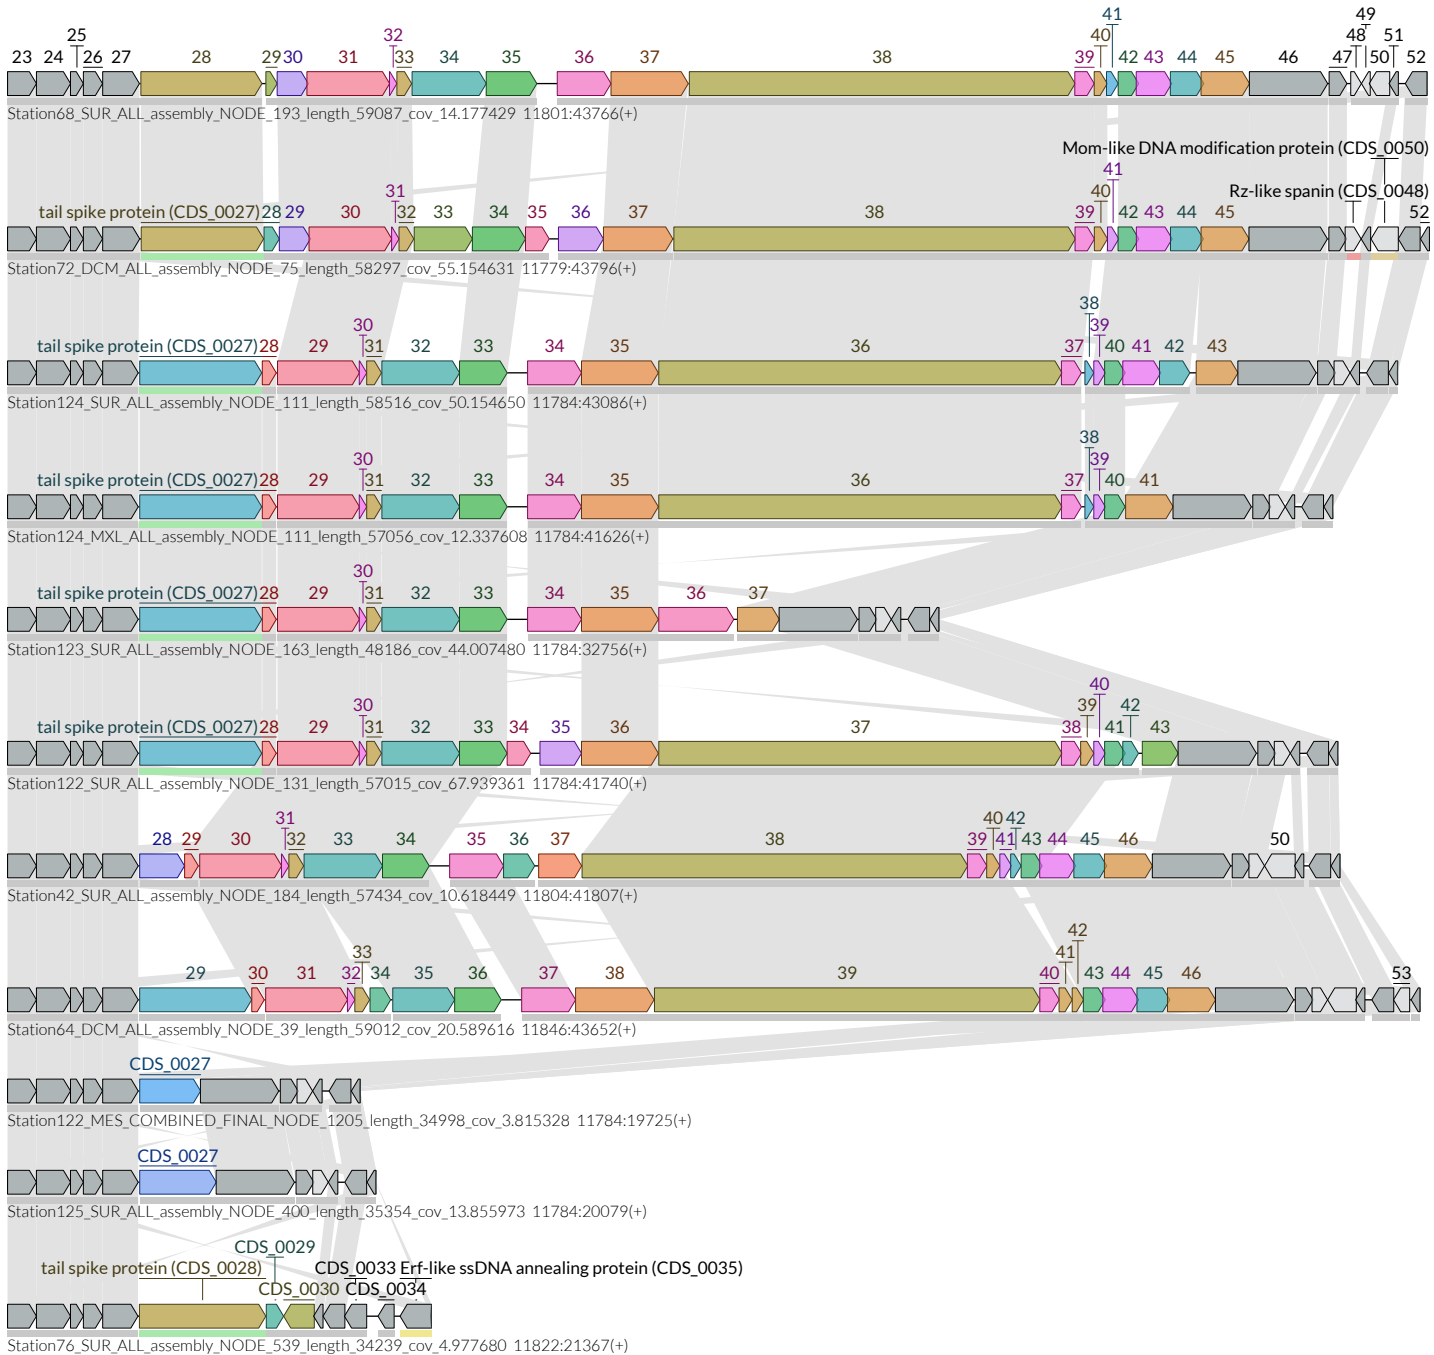 23 24 25 26 27 28 29 30 31 32 33 34 35 36 37 38 39 40 41 42 43 44 45 46 47 48 49 50 51 52
Station68_SUR_ALL_assembly_NODE_193_length_59087_cov_14.177429 11801:43766(+)
Mom-like DNA modification protein (CDS_0050)
Rz-like spanin (CDS_0048)
tail spike protein (CDS_0027) 28 29 30 31 32 33 34 35 36 37 38 39 40 41 42 43 44 45 52
Station72_DCM_ALL_assembly_NODE_75_length_58297_cov_55.154631 11779:43796(+)
tail spike protein (CDS_0027) 28 29 30 31 32 33 34 35 36 37 38 39 40 41 42 43
Station124_SUR_ALL_assembly_NODE_111_length_58516_cov_50.154650 11784:43086(+)
tail spike protein (CDS_0027) 28 29 30 31 32 33 34 35 36 37 38 39 40 41
Station124_MXL_ALL_assembly_NODE_111_length_57056_cov_12.337608 11784:41626(+)
tail spike protein (CDS_0027) 28 29 30 31 32 33 34 35 36 37
Station123_SUR_ALL_assembly_NODE_163_length_48186_cov_44.007480 11784:32756(+)
tail spike protein (CDS_0027) 28 29 30 31 32 33 34 35 36 37 38 39 40 41 42 43
Station122_SUR_ALL_assembly_NODE_131_length_57015_cov_67.939361 11784:41740(+)
28 29 30 31 32 33 34 35 36 37 38 39 40 41 42 43 44 45 46 50
Station42_SUR_ALL_assembly_NODE_184_length_57434_cov_10.618449 11804:41807(+)
29 30 31 32 33 34 35 36 37 38 39 40 41 42 43 44 45 46 53
Station64_DCM_ALL_assembly_NODE_39_length_59012_cov_20.589616 11846:43652(+)
CDS_0027
Station122_MES_COMBINED_FINAL_NODE_1205_length_34998_cov_3.815328 11784:19725(+)
CDS_0027
Station125_SUR_ALL_assembly_NODE_400_length_35354_cov_13.855973 11784:20079(+)
CDS_0029
tail spike protein (CDS_0028) CDS_0033 Erf-like ssDNA annealing protein (CDS_0035)
CDS_0030 CDS_0034
Station76_SUR_ALL_assembly_NODE_539_length_34239_cov_4.977680 11822:21367(+)